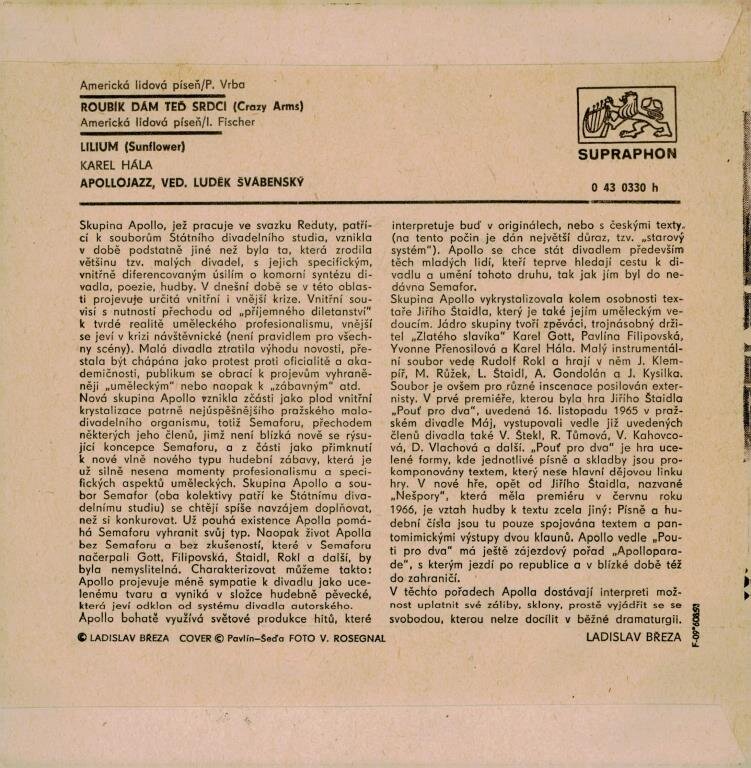 Americká lidová píseň/P. Vrba
ROUBÍK DÁM TEĎ SRDCI (Crazy Arms)
Americká lidová píseň/I. Fischer
LILIUM (Sunflower)
KAREL HÁLA
APOLLOJAZZ, VED. LUDĚK ŠVÁBENSKÝ
SUPRAPHON
0 43 0330 h
Skupina Apollo, jež pracuje ve svazku Reduty, patří-
cí k souborům Státního divadelního studia, vznikla
v době podstatně jiné než byla ta, která zrodila
většinu tzv. malých divadel, s jejich specifickým,
vnitřně diferencovaným úsilím o komorní syntézu di-
vadla, poezie, hudby. V dnešní době se v této oblas-
ti projevuje určitá vnitřní i vnější krize. Vnitřní sou-
visí s nutností přechodu od „příjemného diletantství"
k tvrdé realitě uměleckého profesionalismu, vnější
se jeví v krizi návštěvnické (není pravidlem pro všech-
ny scény). Malá divadla ztratila výhodu novosti, pře-
stala být chápána jako protest proti oficialitě a aka-
demičnosti, publikum se obrací k projevům vyhraně-
něji „uměleckým" nebo naopak k „zábavným" atd.
Nová skupina Apollo vznikla zčásti jako plod vnitřní
krystalizace patrně nejúspěšnějšího pražského malo-
divadelního organismu, totiž Semaforu, přechodem
některých jeho členů, jimž není blízká nově se rýsu-
jící koncepce Semaforu, a z části jako přimknutí
k nové vlně nového typu hudební zábavy, která je
už silně nesena momenty profesionalismu a speci-
fických aspektů uměleckých. Skupina Apollo a sou-
bor Semafor (oba kolektivy patří ke Státnímu diva-
delnímu studiu) se chtějí spíše navzájem doplňovat,
než si konkurovat. Už pouhá existence Apolla pomá-
há Semaforu vyhranit svůj typ. Naopak život Apolla
bez Semaforu a bez zkušeností, které v Semaforu
načerpali Gott, Filipovská, Štaidl, Rokl a další, by
byla nemyslitelná. Charakterizovat můžeme takto:
Apollo projevuje méně sympatie k divadlu jako uce-
lenému tvaru a vyniká v složce hudebně pěvecké,
která jeví odklon od systému divadla autorského.
Apollo bohatě využívá světové produkce hitů, které
interpretuje buď v originálech, nebo s českými texty.
(na tento počin je dán největší důraz, tzv. „starový
systém"). Apollo se chce stát divadlem především
těch mladých lidí, kteří teprve hledají cestu k di-
vadlu a umění tohoto druhu, tak jak jím byl do ne-
dávna Semafor.
Skupina Apollo vykrystalizovala kolem osobnosti tex-
taře Jiřího Štaidla, který je také jejím uměleckým ve-
doucím. Jádro skupiny tvoří zpěváci, trojnásobný drži-
tel „Zlatého slavíka" Karel Gott, Pavlína Filipovská,
Yvonne Přenosilová a Karel Hála. Malý instrumentál-
ní soubor vede Rudolf Rokl a hrají v něm J. Klem-
píř, M. Růžek, L. Štaidl, A. Gondolán a J. Kysilka.
Soubor je ovšem pro různé inscenace posilován exter-
nisty. V prvé premiéře, kterou byla hra Jiřího Štaidla
„Pouť pro dva", uvedená 16. listopadu 1965 v praž-
ském divadle Máj, vystupovali vedle již uvedených
členů divadla také V. Štekl, R. Tůmová, V. Kahovco-
vá, D. Vlachová a další. „Pouť pro dva" je hra uce-
lené formy, kde jednotlivé písně a skladby jsou pro-
komponovány textem, který nese hlavní dějovou linku
hry. V nové hře, opět od Jiřího Štaidla, nazvané
„Nešpory", která měla premiéru v červnu roku
1966, je vztah hudby k textu zcela jiný: Písně a hu-
dební čísla jsou tu pouze spojována textem a pan-
tomimickými výstupy dvou klaunů. Apollo vedle „Pou-
ti pro dva" má ještě zájezdový pořad „Apollopara-
de", s kterým jezdí po republice a v blízké době též
do zahraničí.
V těchto pořadech Apolla dostávají interpreti mož-
nost uplatnit své záliby, sklony, prostě vyjádřit se se
svobodou, kterou nelze docílit v běžné dramaturgii.
© LADISLAV BŘEZA COVER © Pavlín—Šeďa FOTO V. ROSEGNAL
LADISLAV BŘEZA